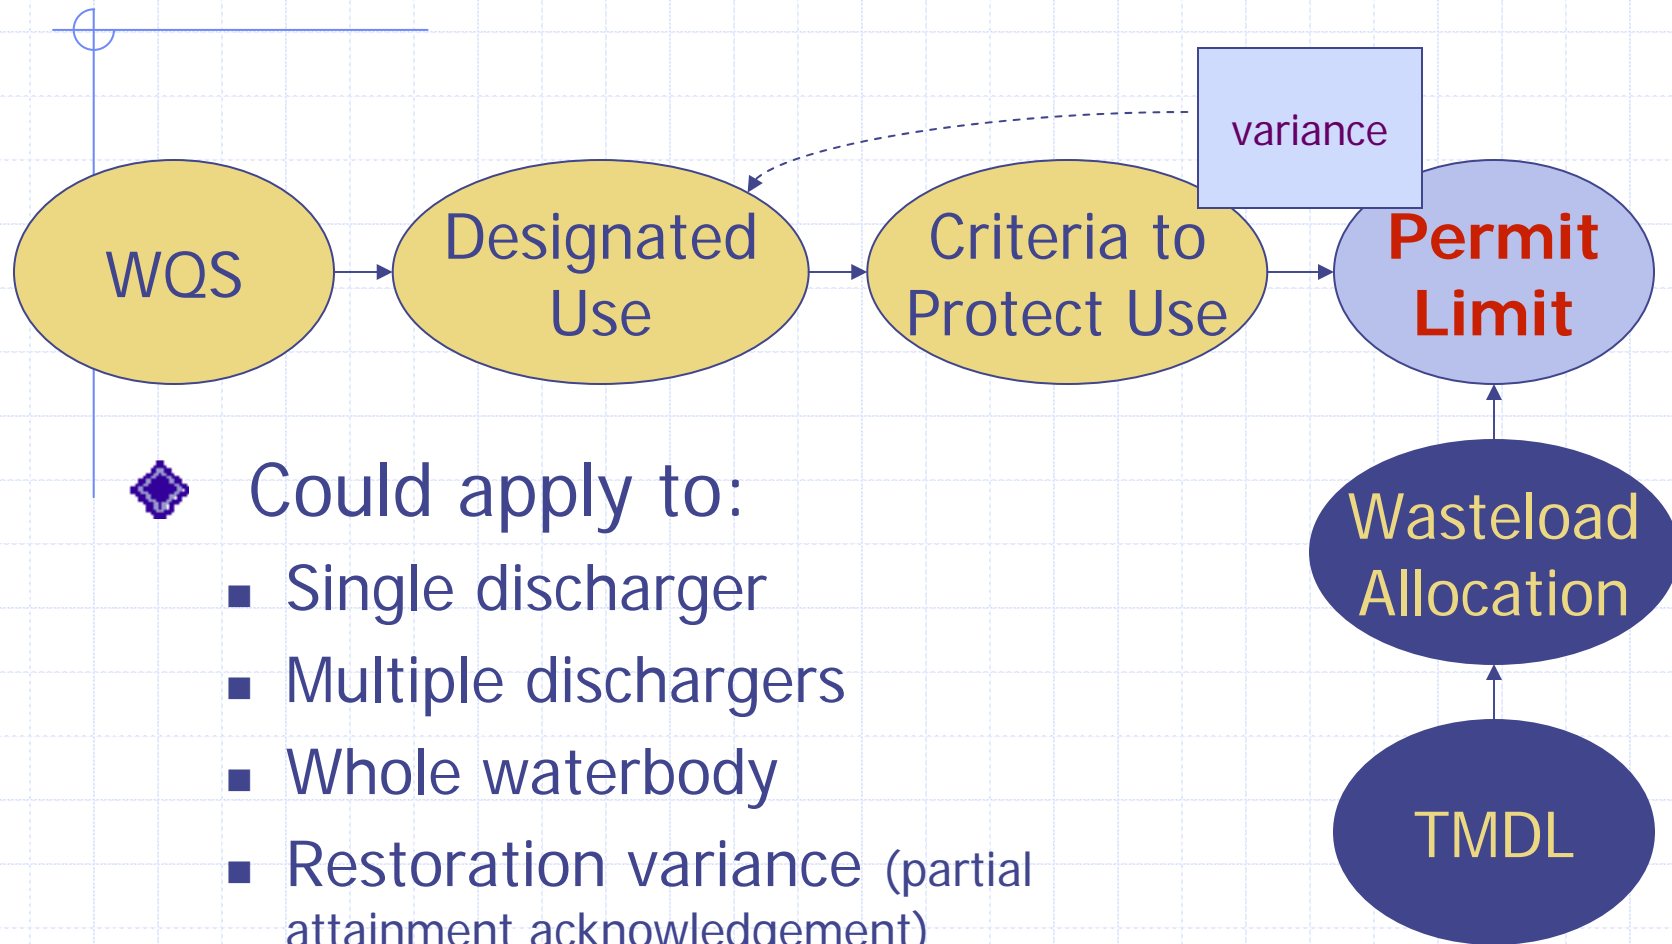 variance
WQS
Designated
Use
Criteria to
Protect Use
Permit
Limit
Wasteload
Allocation
TMDL
Could apply to:
Single discharger
Multiple dischargers
Whole waterbody
Restoration variance (partial
attainment acknowledgement)